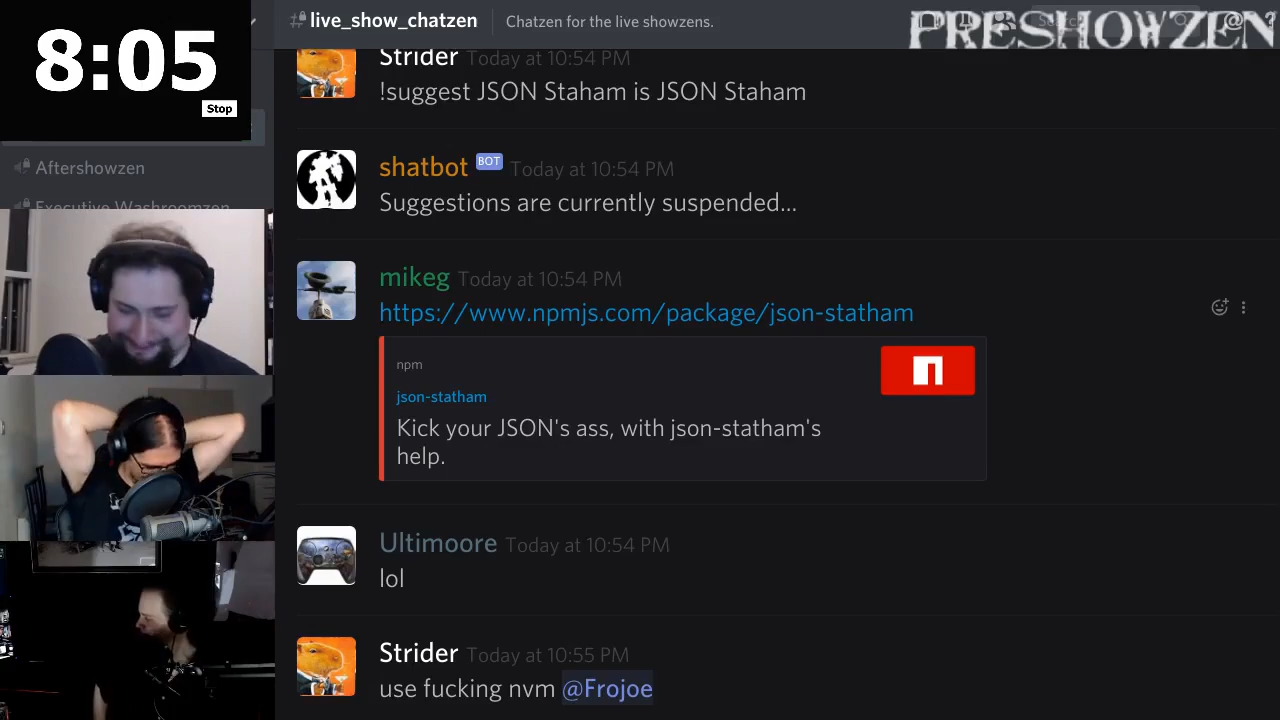 8:05
Stop
live_show_chatzen
Chatzen for the live showzens.
PRESHOWZEN
Aftershowzen
Executive Washroomzen
Strider Today at 10:54 PM
!suggest JSON Staham is JSON Staham
shatbot BOT Today at 10:54 PM
Suggestions are currently suspended...
mikeg Today at 10:54 PM
https://www.npmjs.com/package/json-statham
npm
json-statham
Kick your JSON's ass, with json-statham's
help.
Ultimoore Today at 10:54 PM
lol
Strider Today at 10:55 PM
use fucking nvm @Frojoe